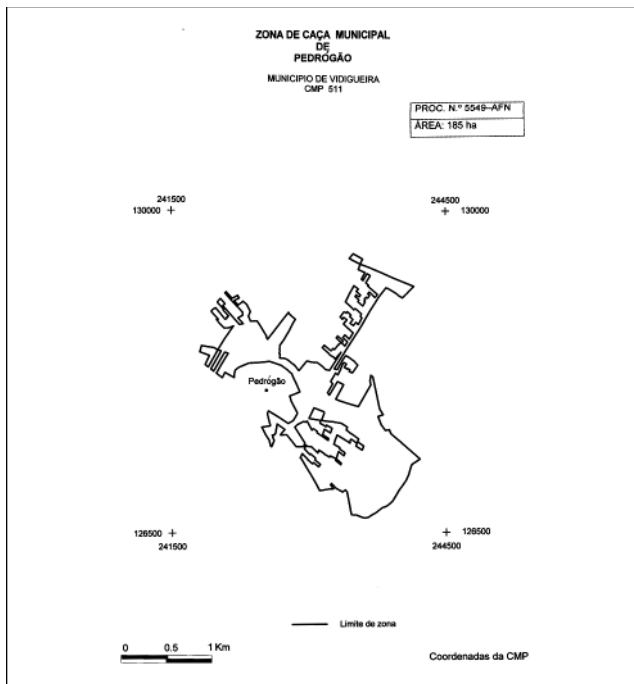 ZONA DE CAÇA MUNICIPAL
DE
PEDRÓGÃO
MUNICIPIO DE VIDIGUEIRA
CMP 511
PROC. N.º 5549-AFN
ÁREA: 185 ha
241500
130000
244500
130000
Pedrógão
126500
241500
126500
244500
Limite de zona
0 0.5 1 Km
Coordenadas da CMP